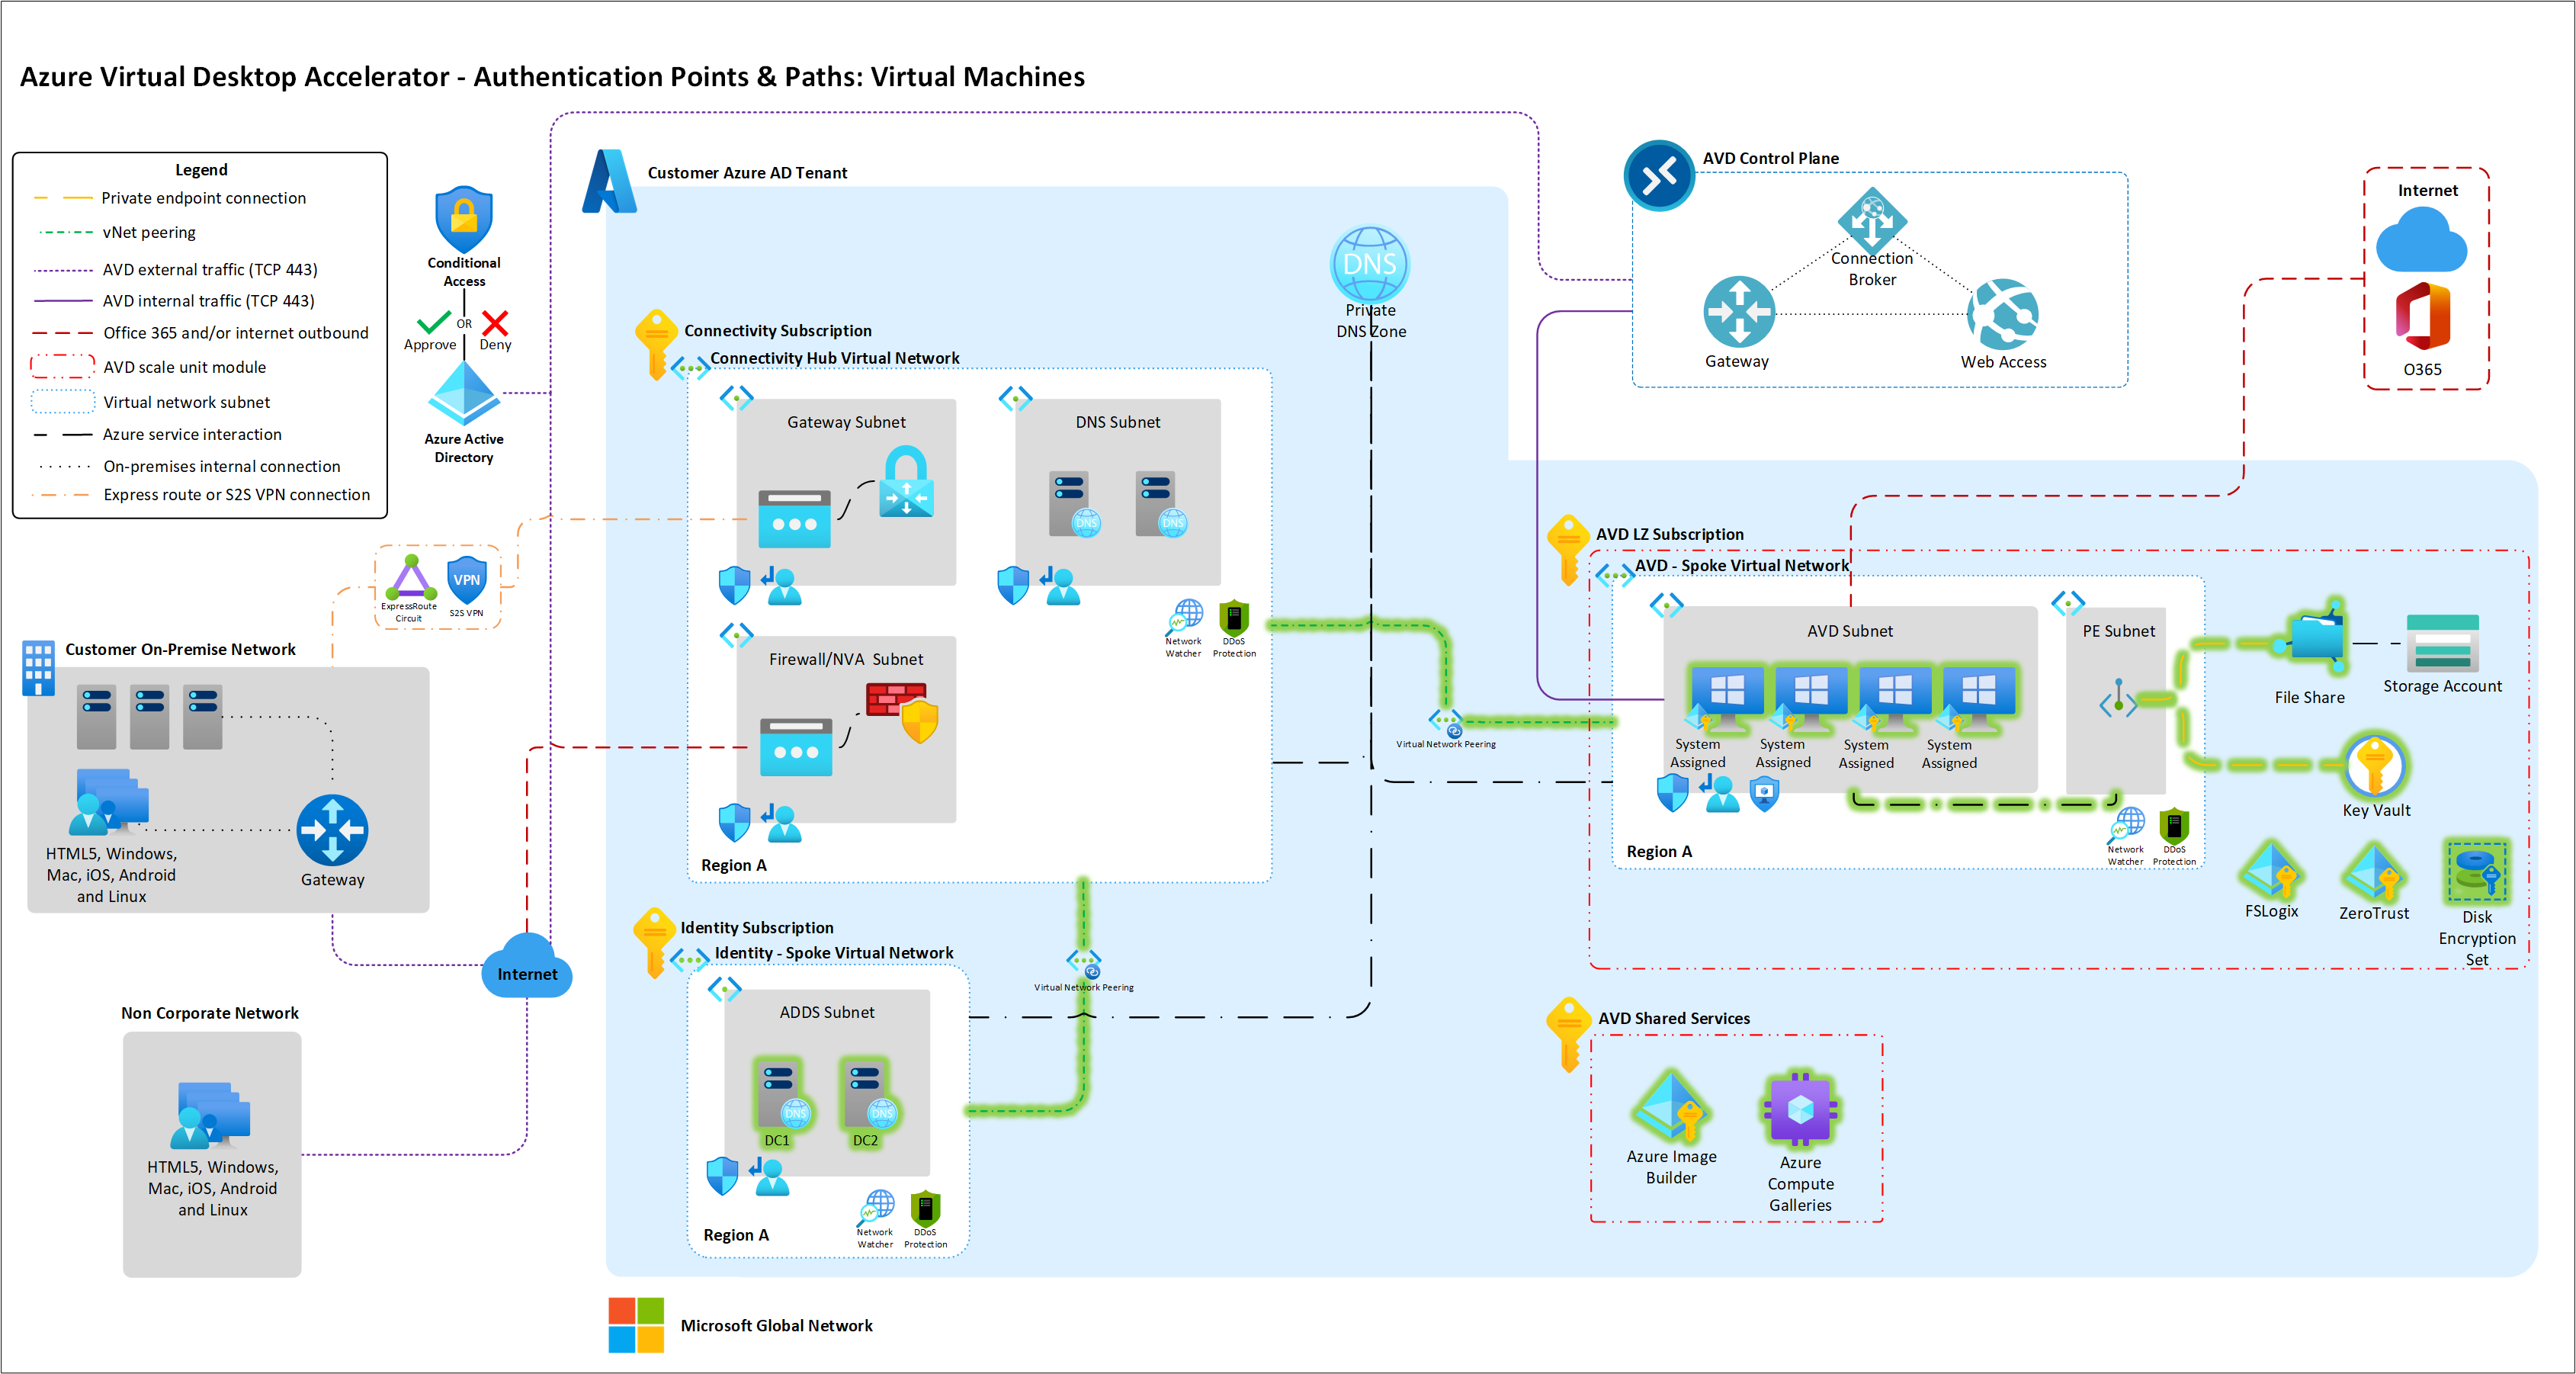 Azure Virtual Desktop Accelerator - Authentication Points & Paths: Virtual Machines
Legend
Private endpoint connection
vNet peering
AVD external traffic (TCP 443)
AVD internal traffic (TCP 443)
Office 365 and/or internet outbound
AVD scale unit module
Virtual network subnet
Azure service interaction
On-premises internal connection
Express route or S2S VPN connection
Conditional
Access
OR
Approve
Deny
Azure Active
Directory
ExpressRoute
Circuit
VPN
S2S VPN
Customer On-Premise Network
HTML5, Windows,
Mac, iOS, Android
and Linux
Gateway
Internet
Non Corporate Network
HTML5, Windows,
Mac, iOS, Android
and Linux
Customer Azure AD Tenant
DNS
Private
DNS Zone
Connectivity Subscription
Connectivity Hub Virtual Network
Gateway Subnet
DNS Subnet
DNS
DNS
Firewall/NVA Subnet
Network
Watcher
DDoS
Protection
Region A
Virtual Network Peering
Identity Subscription
Identity - Spoke Virtual Network
ADDS Subnet
DNS
DNS
DC1
DC2
Network
Watcher
DDoS
Protection
Region A
Virtual Network Peering
AVD Control Plane
Connection
Broker
Gateway
Web Access
Internet
O365
AVD LZ Subscription
AVD - Spoke Virtual Network
AVD Subnet
System
Assigned
System
Assigned
System
Assigned
System
Assigned
PE Subnet
Network
Watcher
DDoS
Protection
Region A
File Share
Storage Account
Key Vault
FSLogix
ZeroTrust
Disk
Encryption
Set
AVD Shared Services
Azure Image
Builder
Azure
Compute
Galleries
Microsoft Global Network